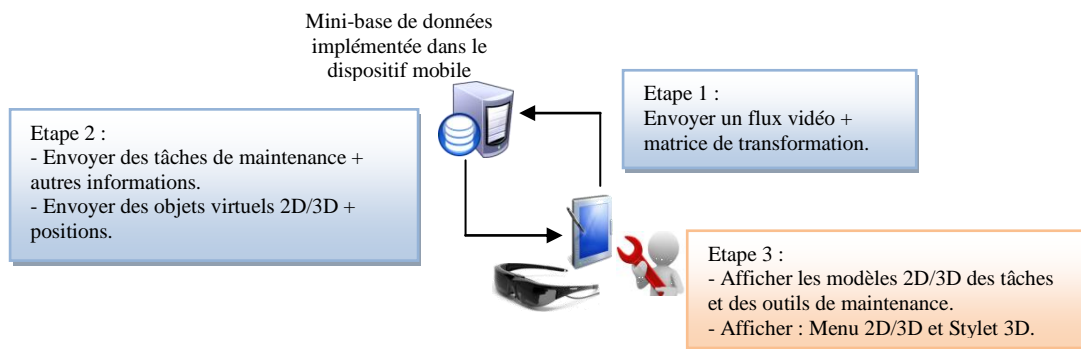 Mini-base de données
implémentée dans le
dispositif mobile
Etape 1 :
Envoyer un flux vidéo +
matrice de transformation.
Etape 2 :
- Envoyer des tâches de maintenance +
autres informations.
- Envoyer des objets virtuels 2D/3D +
positions.
Etape 3 :
- Afficher les modèles 2D/3D des tâches
et des outils de maintenance.
- Afficher : Menu 2D/3D et Stylet 3D.